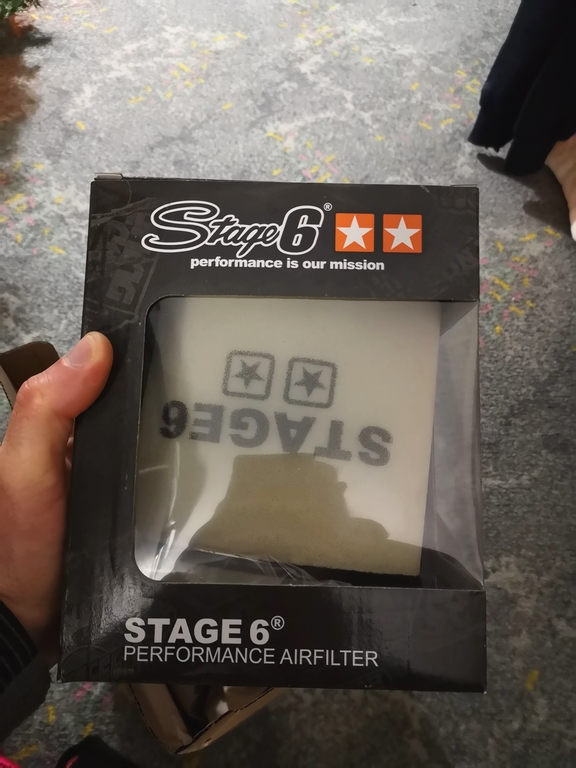 Stage6®
performance is our mission
STAGE6
STAGE 6®
PERFORMANCE AIRFILTER